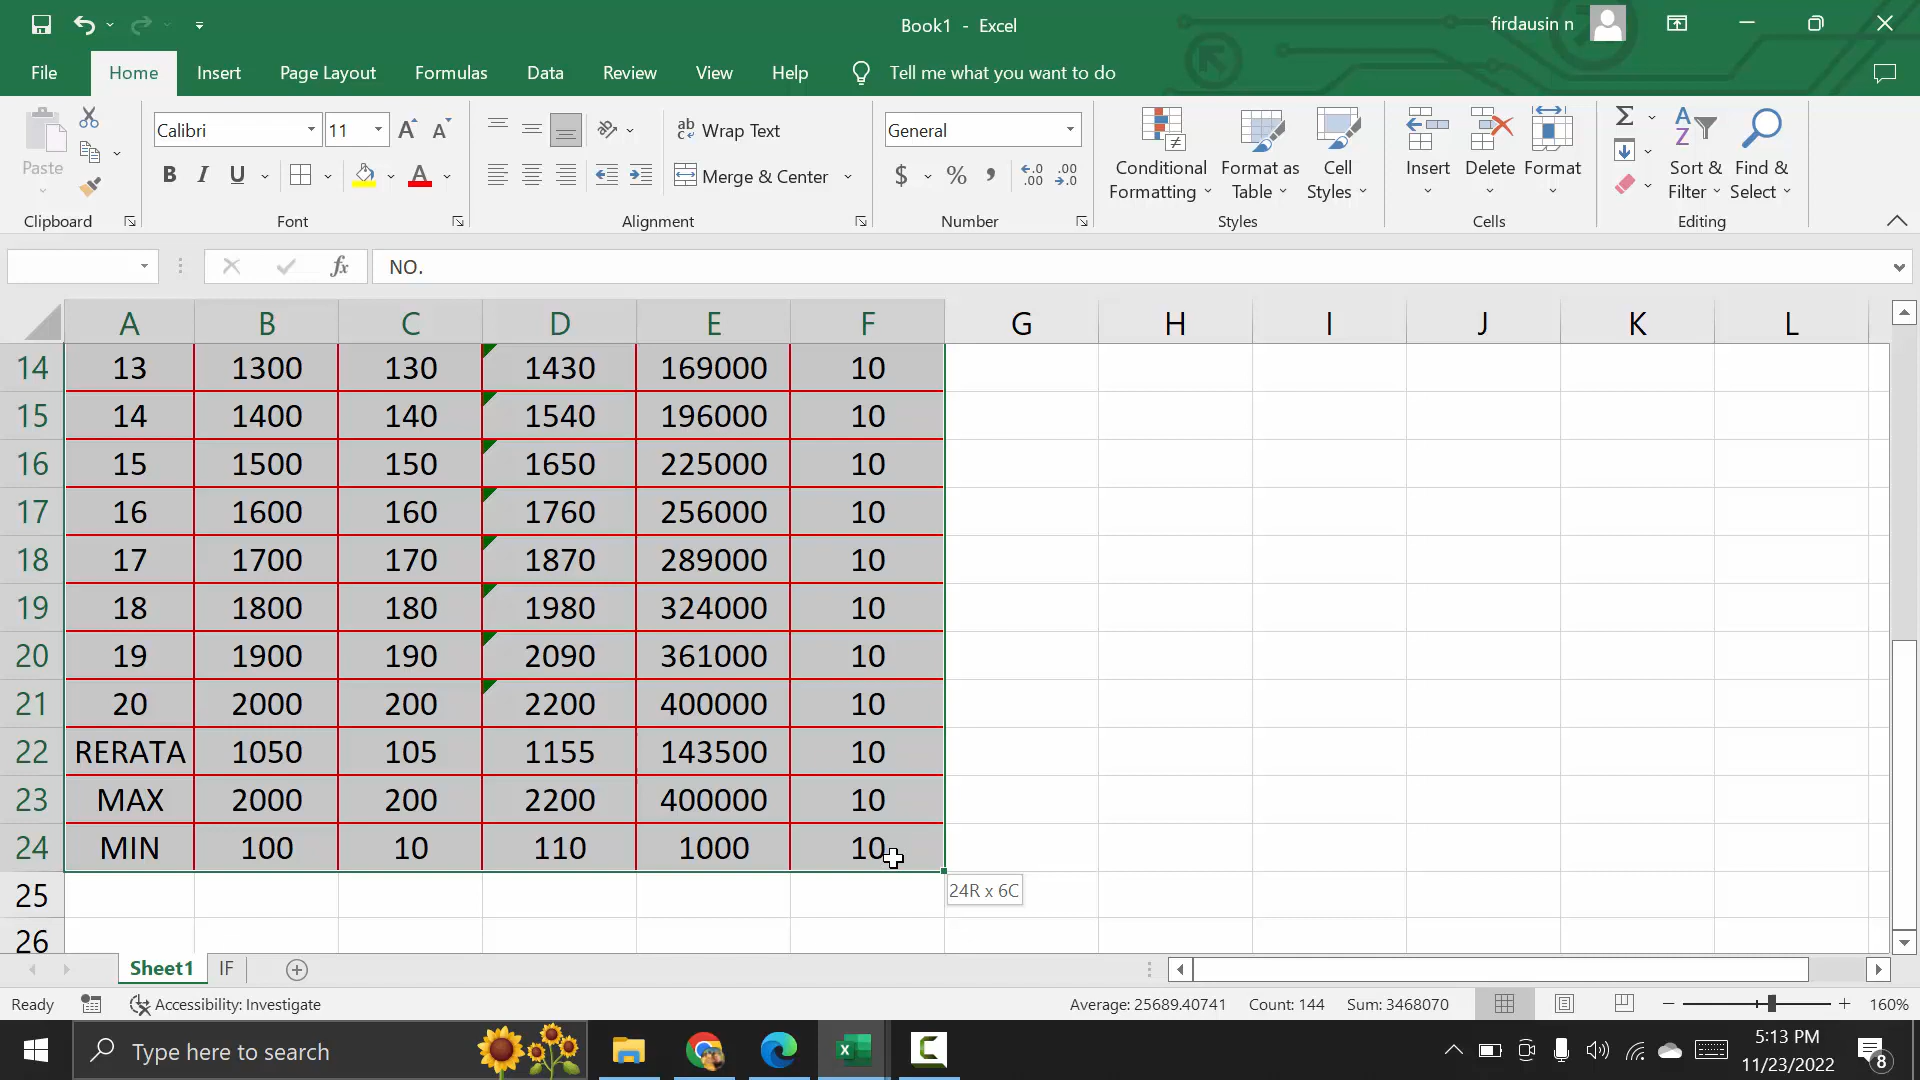 Book1 - Excel
firdausin n
File Home Insert Page Layout Formulas Data Review View Help Tell me what you want to do
Paste
Clipboard
Calibri 11
B I U
Font
Wrap Text
Merge & Center
Alignment
General
$ % ,
Number
Conditional Formatting
Format as Table
Cell Styles
Styles
Insert Delete Format
Cells
Sort & Filter
Find & Select
Editing
fx NO.
A B C D E F G H I J K L
14 13 1300 130 1430 169000 10
15 14 1400 140 1540 196000 10
16 15 1500 150 1650 225000 10
17 16 1600 160 1760 256000 10
18 17 1700 170 1870 289000 10
19 18 1800 180 1980 324000 10
20 19 1900 190 2090 361000 10
21 20 2000 200 2200 400000 10
22 RERATA 1050 105 1155 143500 10
23 MAX 2000 200 2200 400000 10
24 MIN 100 10 110 1000 10
24R x 6C
25
26
Sheet1 IF
Ready Accessibility: Investigate Average: 25689.40741 Count: 144 Sum: 3468070 160%
Type here to search
5:13 PM
11/23/2022
8